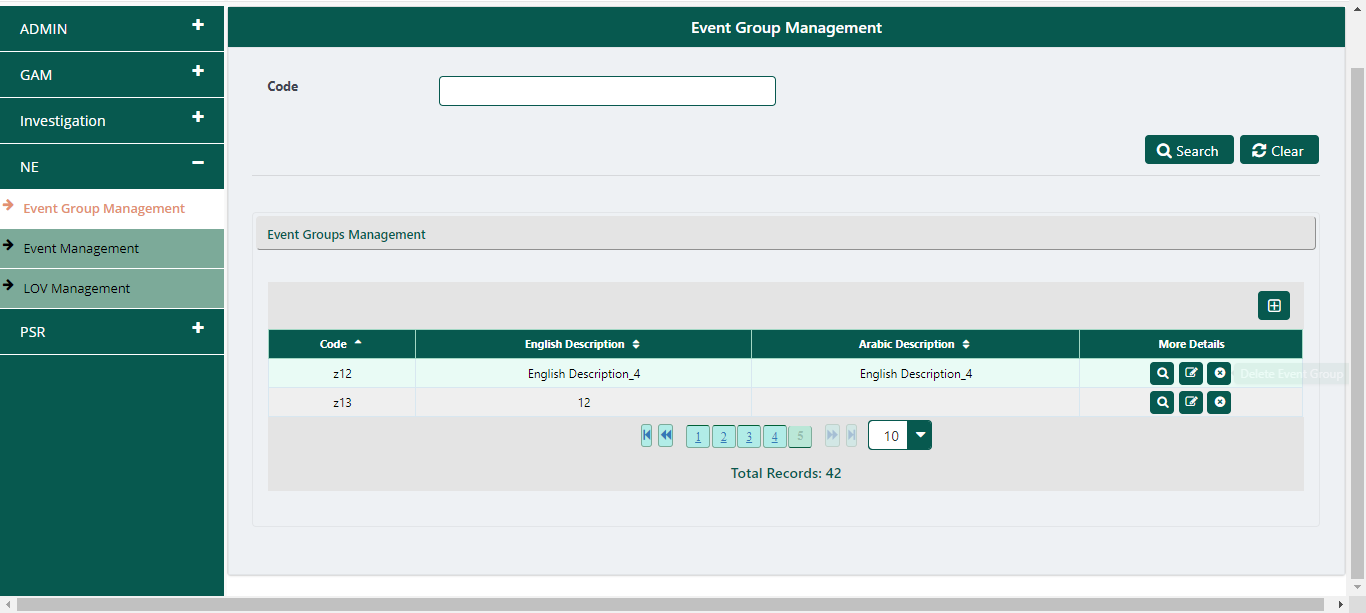 Event Group Management
ADMIN
GAM
Investigation
NE
Event Group Management
Event Management
LOV Management
PSR
Code
Search Clear
Event Groups Management
Code English Description Arabic Description More Details
z12 English Description_4 English Description_4
Delete Event Group
z13 12
1 2 3 4 5 10
Total Records: 42